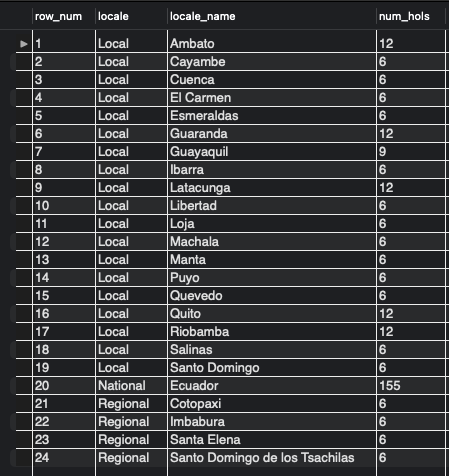 row_num locale locale_name num_hols
1 Local Ambato 12
2 Local Cayambe 6
3 Local Cuenca 6
4 Local El Carmen 6
5 Local Esmeraldas 6
6 Local Guaranda 12
7 Local Guayaquil 9
8 Local Ibarra 6
9 Local Latacunga 12
10 Local Libertad 6
11 Local Loja 6
12 Local Machala 6
13 Local Manta 6
14 Local Puyo 6
15 Local Quevedo 6
16 Local Quito 12
17 Local Riobamba 12
18 Local Salinas 6
19 Local Santo Domingo 6
20 National Ecuador 155
21 Regional Cotopaxi 6
22 Regional Imbabura 6
23 Regional Santa Elena 6
24 Regional Santo Domingo de los Tsachilas 6